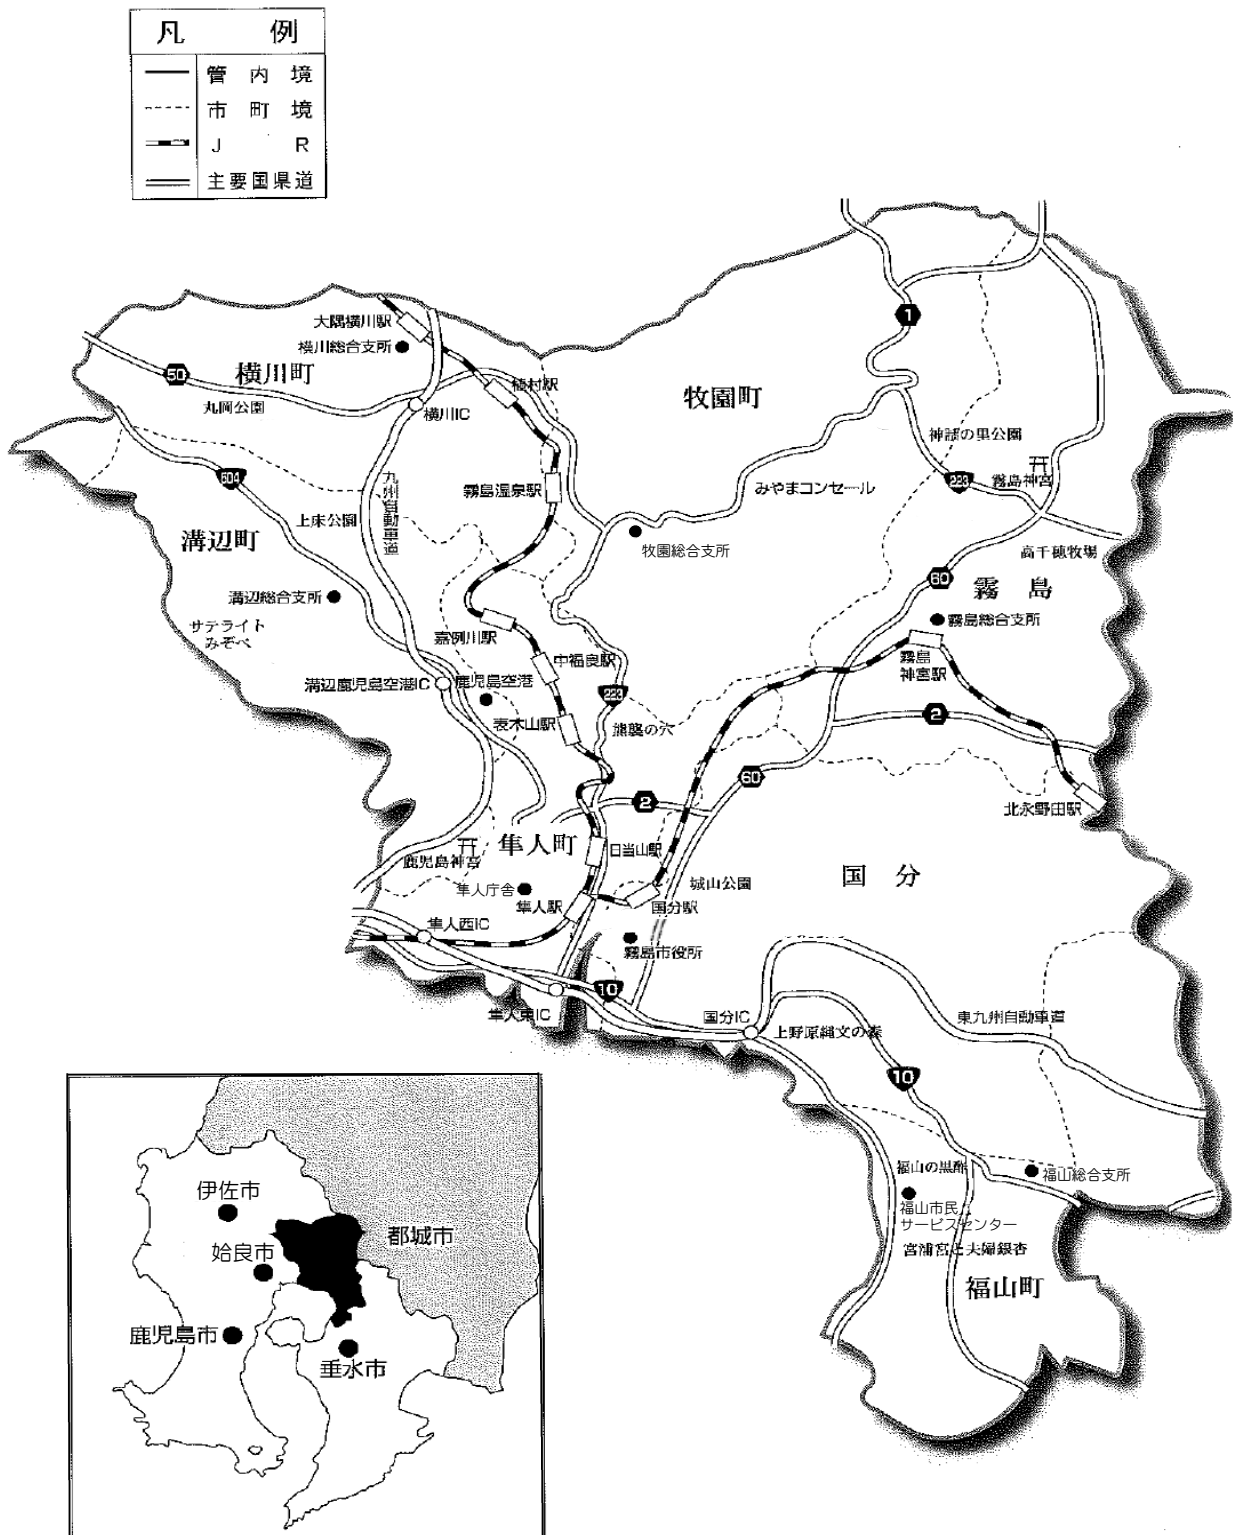 凡 例
管 内 境
市 町 境
J R
主要国県道
1
大隅横川駅
横川総合支所
50
横川町
植村駅
牧園町
丸岡公園
横川IC
神話の里公園
604
九州自動車道
霧島温泉駅
みやまコンセール
223
霧島神宮
上床公園
溝辺町
牧園総合支所
高千穂牧場
60
霧 島
溝辺総合支所
霧島総合支所
サテライト
みぞべ
嘉例川駅
中福良駅
霧島
神宮駅
溝辺鹿児島空港IC
鹿児島空港
223
表木山駅
熊襲の穴
2
60
2
北永野田駅
隼人町
日当山駅
鹿児島神宮
国 分
隼人庁舎
隼人駅
城山公園
国分駅
隼人西IC
霧島市役所
10
隼人東IC
国分IC
上野原縄文の森
東九州自動車道
10
福山の黒酢
福山総合支所
福山市民
サービスセンター
宮浦宮と夫婦銀杏
福山町
伊佐市
都城市
姶良市
鹿児島市
垂水市